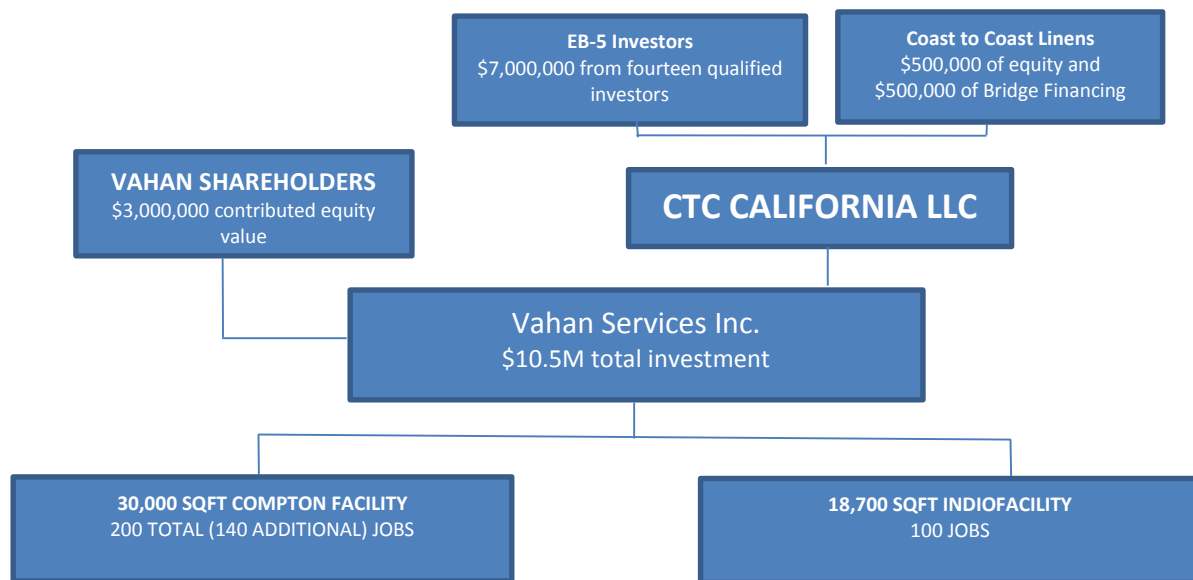 EB-5 Investors
$7,000,000 from fourteen qualified
investors
Coast to Coast Linens
$500,000 of equity and
$500,000 of Bridge Financing
VAHAN SHAREHOLDERS
$3,000,000 contributed equity
value
CTC CALIFORNIA LLC
Vahan Services Inc.
$10.5M total investment
30,000 SQFT COMPTON FACILITY
200 TOTAL (140 ADDITIONAL) JOBS
18,700 SQFT INDIOFACILITY
100 JOBS